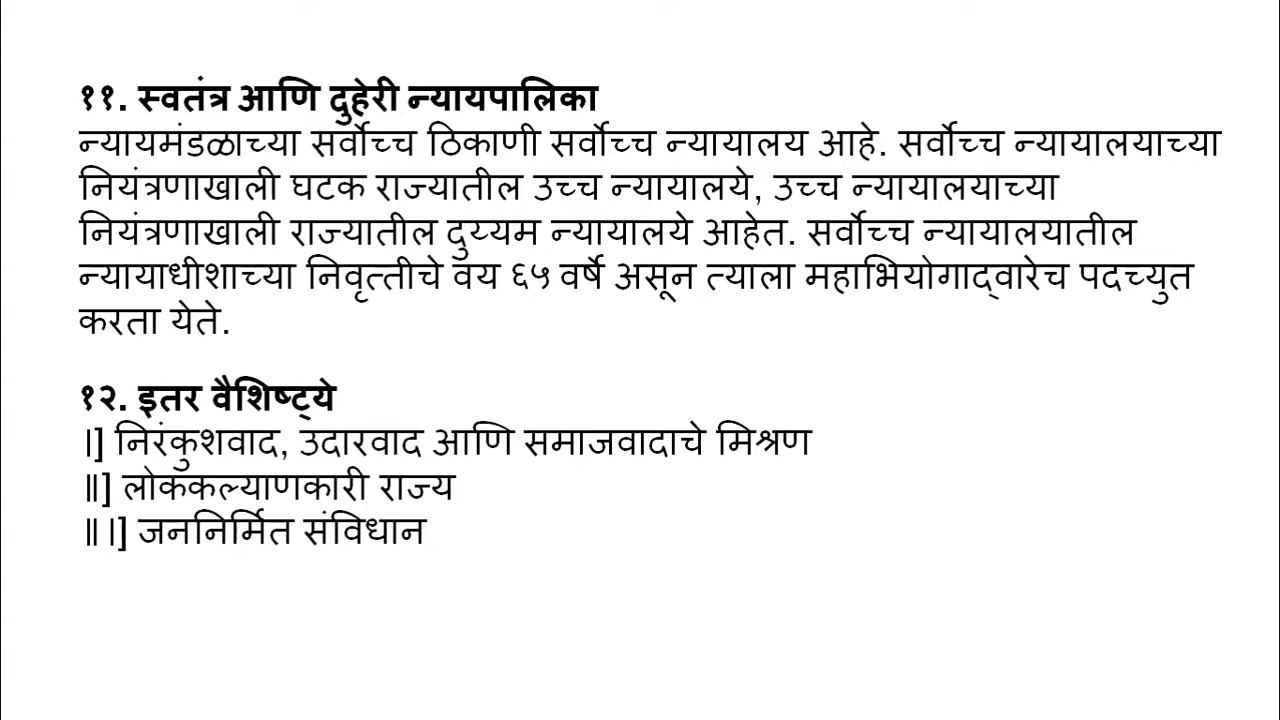 ११. स्वतंत्र आणि दुहेरी न्यायपालिका
न्यायमंडळाच्या सर्वोच्च ठिकाणी सर्वोच्च न्यायालय आहे. सर्वोच्च न्यायालयाच्या
नियंत्रणाखाली घटक राज्यातील उच्च न्यायालये, उच्च न्यायालयाच्या
नियंत्रणाखाली राज्यातील दुय्यम न्यायालये आहेत. सर्वोच्च न्यायालयातील
न्यायाधीशाच्या निवृत्तीचे वय ६५ वर्षे असून त्याला महाभियोगाद्वारेच पदच्युत
करता येते.
१२. इतर वैशिष्ट्ये
।] निरंकुशवाद, उदारवाद आणि समाजवादाचे मिश्रण
॥] लोककल्याणकारी राज्य
॥।] जननिर्मित संविधान